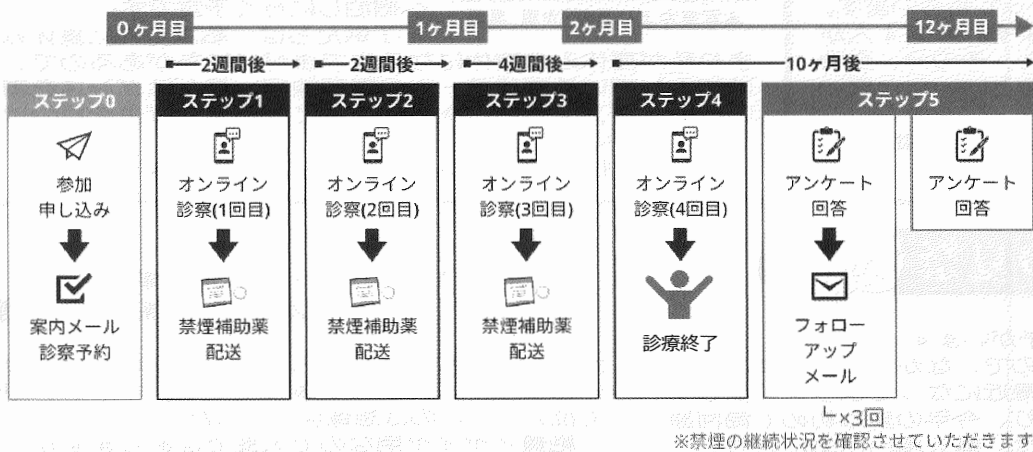 0ヶ月目
1ヶ月目
2ヶ月目
12ヶ月目
2週間後
2週間後
4週間後
10ヶ月後
ステップ0
参加
申し込み
案内メール
診察予約
ステップ1
オンライン
診察(1回目)
禁煙補助薬
配送
ステップ2
オンライン
診察(2回目)
禁煙補助薬
配送
ステップ3
オンライン
診察(3回目)
禁煙補助薬
配送
ステップ4
オンライン
診察(4回目)
診療終了
ステップ5
アンケート
回答
フォロー
アップ
メール
アンケート
回答
×3回
※禁煙の継続状況を確認させていただきます